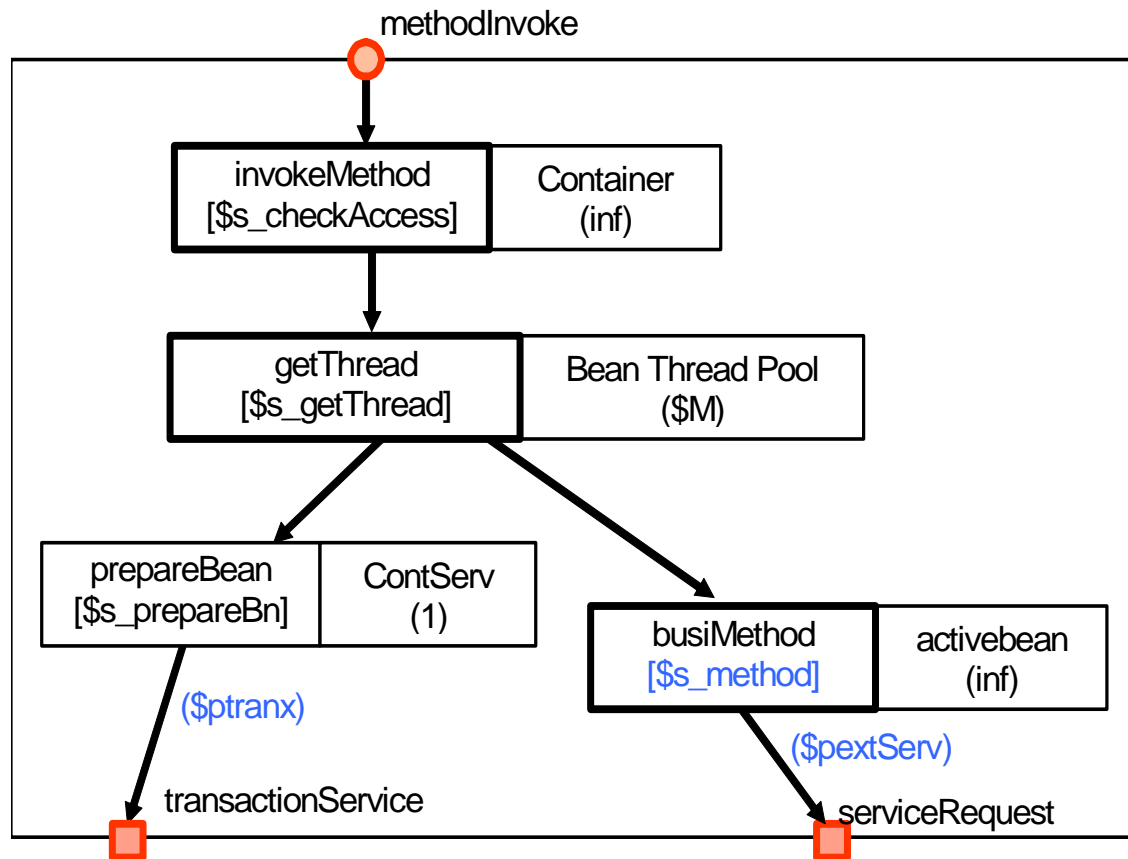 methodInvoke
invokeMethod
[$s_checkAccess]
Container
(inf)
getThread
[$s_getThread]
Bean Thread Pool
($M)
prepareBean
[$s_prepareBn]
ContServ
(1)
busiMethod
[$s_method]
activebean
(inf)
($ptranx)
($pextServ)
transactionService
serviceRequest